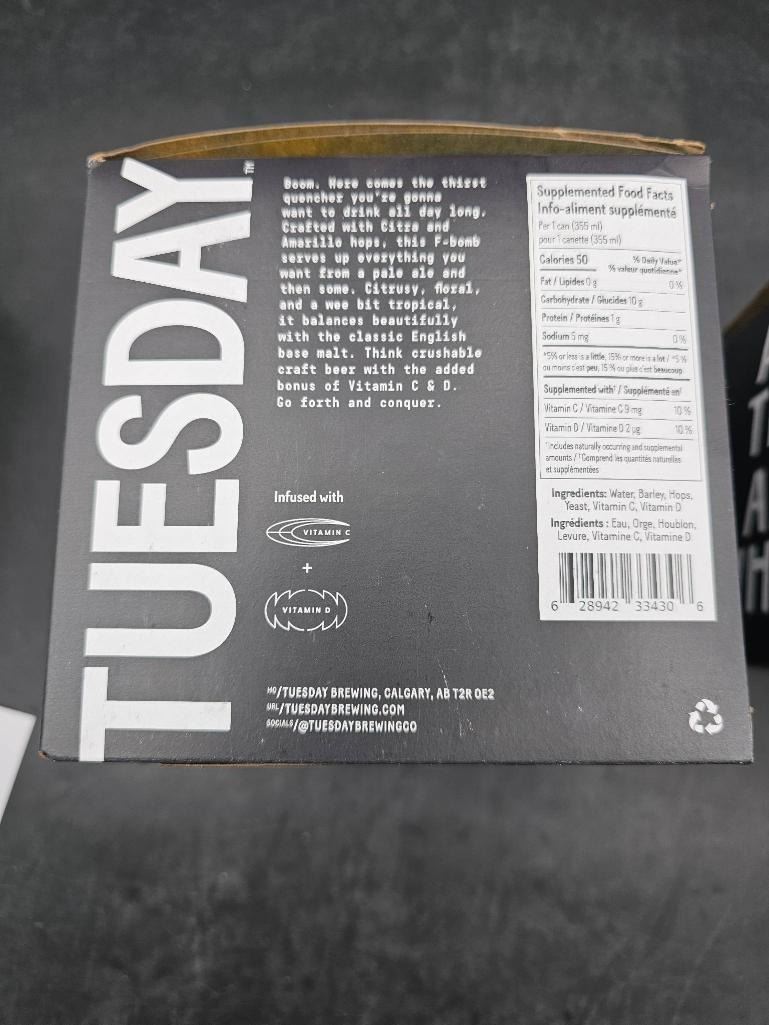 TUESDAY™
Boom. Here comes the thirst
quencher you're gonna
want to drink all day long.
Crafted with Citra and
Amarillo hops, this F-bomb
serves up everything you
want from a pale ale and
then some. Citrusy, floral,
and a wee bit tropical,
it balances beautifully
with the classic English
base malt. Think crushable
craft beer with the added
bonus of Vitamin C & D.
Go forth and conquer.
Infused with
VITAMIN C
+
VITAMIN D
HQ/TUESDAY BREWING, CALGARY, AB T2R 0E2
URL/TUESDAYBREWING.COM
SOCIALS/@TUESDAYBREWINGCO
Supplemented Food Facts
Info-aliment supplémenté
Per 1 can (355 ml)
pour 1 canette (355 ml)
Calories 50
% Daily Value*
% valeur quotidienne*
Fat / Lipides 0 g 0 %
Carbohydrate / Glucides 10 g
Protein / Protéines 1 g
Sodium 5 mg 0 %
*5% or less is a little, 15% or more is a lot / *5 %
ou moins c'est peu, 15 % ou plus c'est beaucoup
Supplemented with† / Supplémenté en†
Vitamin C / Vitamine C 9 mg 10 %
Vitamin D / Vitamine D 2 µg 10 %
†Includes naturally occurring and supplemental
amounts / †Comprend les quantités naturelles
et supplémentées
Ingredients: Water, Barley, Hops,
Yeast, Vitamin C, Vitamin D
Ingrédients : Eau, Orge, Houblon,
Levure, Vitamine C, Vitamine D
6 28942 33430 6